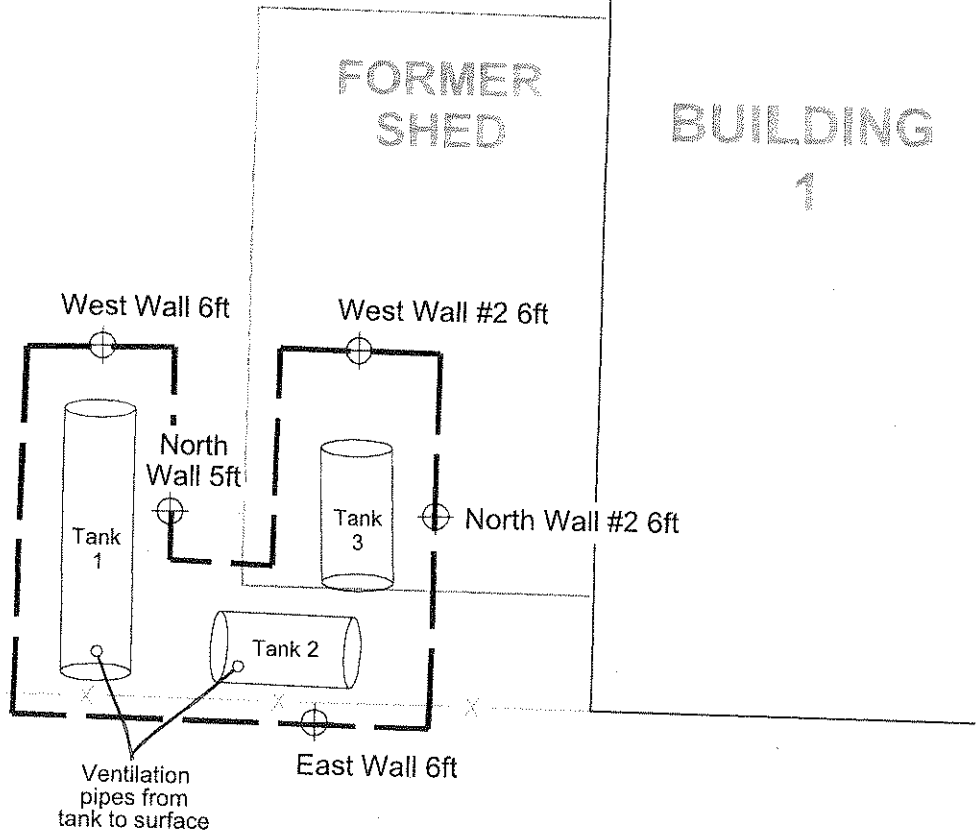 FORMER
SHED
BUILDING
1
West Wall 6ft
West Wall #2 6ft
North
Wall 5ft
Tank
1
Tank
3
North Wall #2 6ft
Tank 2
X X X
East Wall 6ft
Ventilation
pipes from
tank to surface